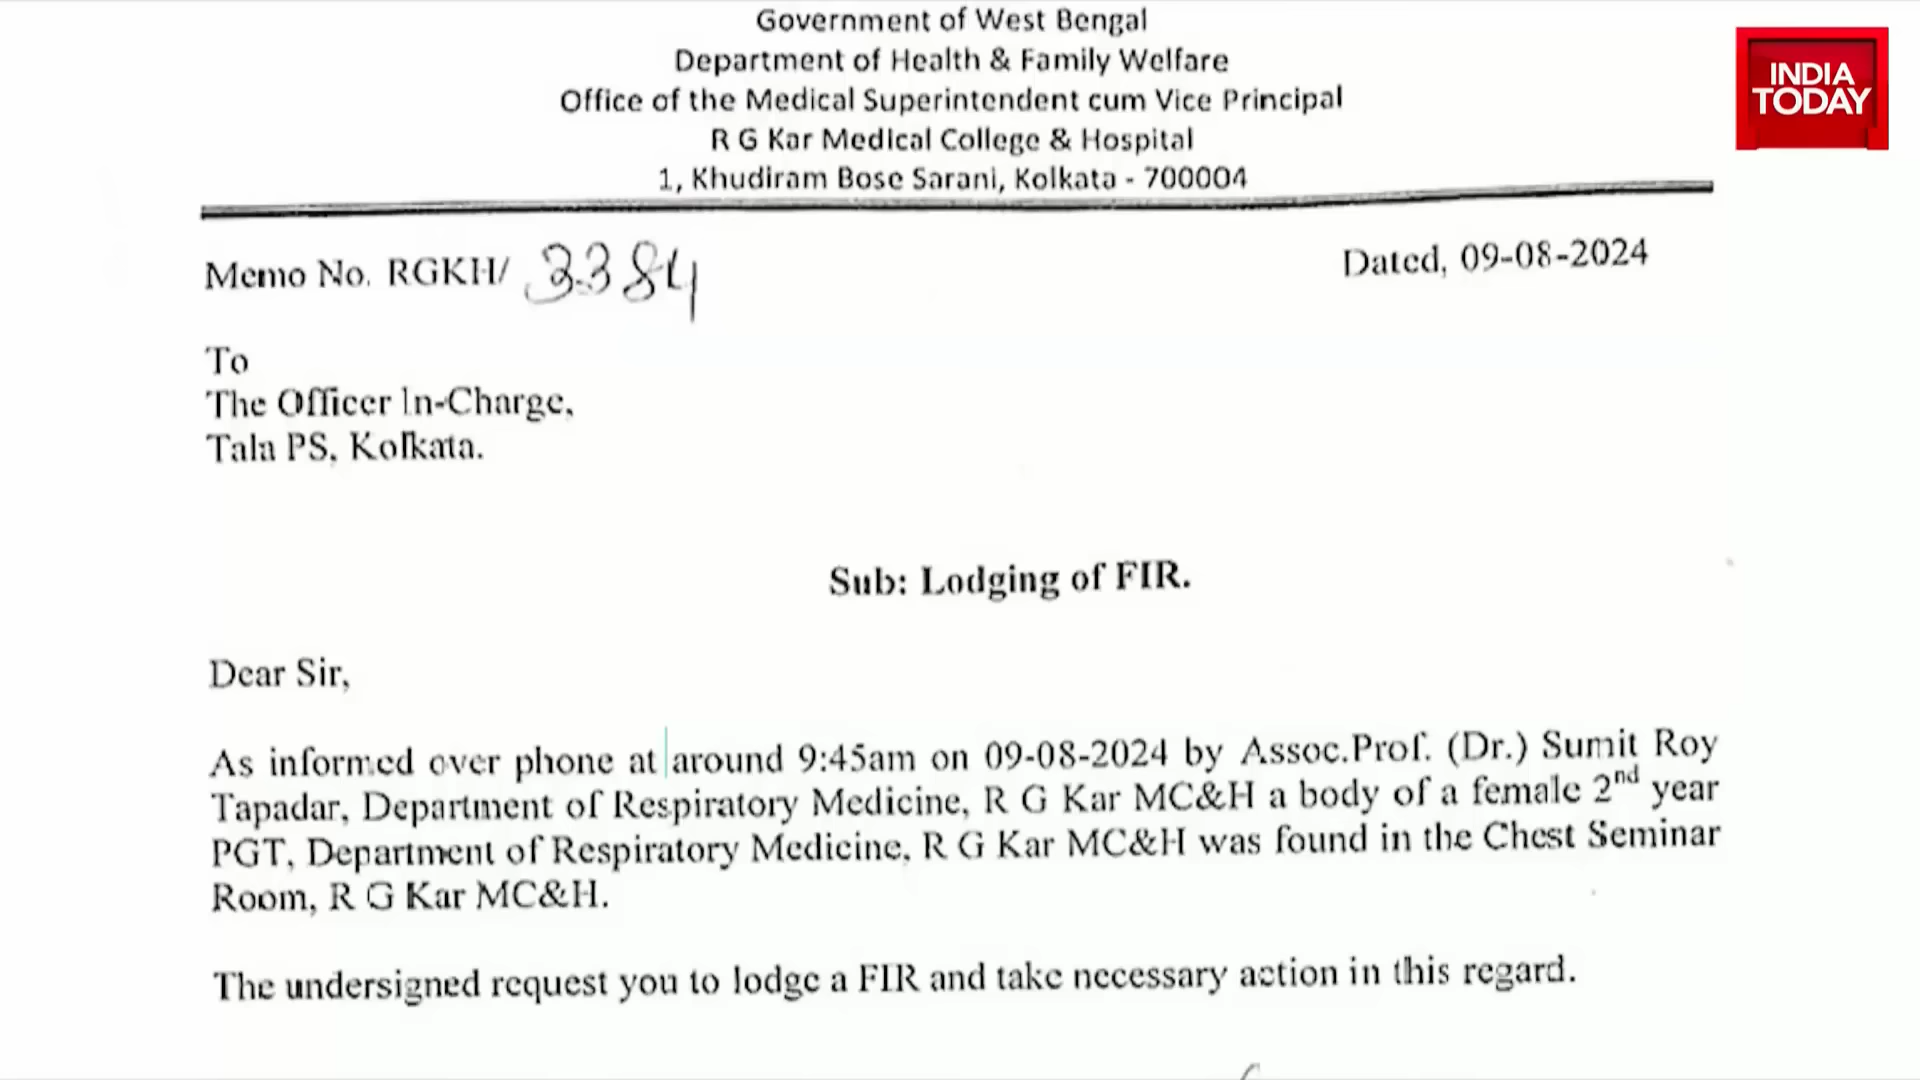 Government of West Bengal
Department of Health & Family Welfare
Office of the Medical Superintendent cum Vice Principal
R G Kar Medical College & Hospital
1, Khudiram Bose Sarani, Kolkata - 700004
INDIA
TODAY
Memo No. RGKH/ 3384
Dated, 09-08-2024
To
The Officer In-Charge,
Tala PS, Kolkata.
Sub: Lodging of FIR.
Dear Sir,
As informed over phone at around 9:45am on 09-08-2024 by Assoc.Prof. (Dr.) Sumit Roy
Tapadar, Department of Respiratory Medicine, R G Kar MC&H a body of a female 2nd year
PGT, Department of Respiratory Medicine, R G Kar MC&H was found in the Chest Seminar
Room, R G Kar MC&H.
The undersigned request you to lodge a FIR and take necessary action in this regard.